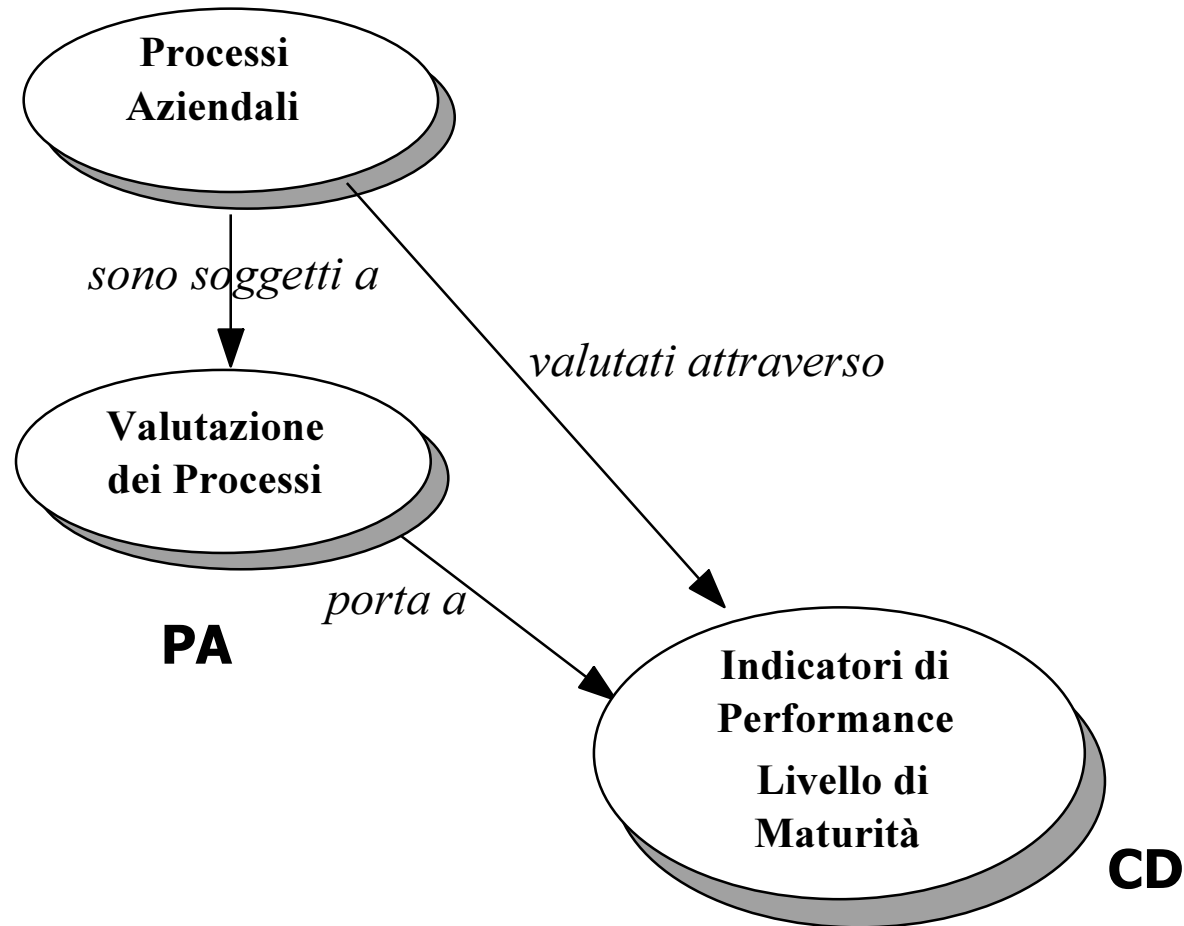 Processi
Aziendali
sono soggetti a
valutati attraverso
Valutazione
dei Processi
porta a
PA
Indicatori di
Performance
Livello di
Maturità
CD